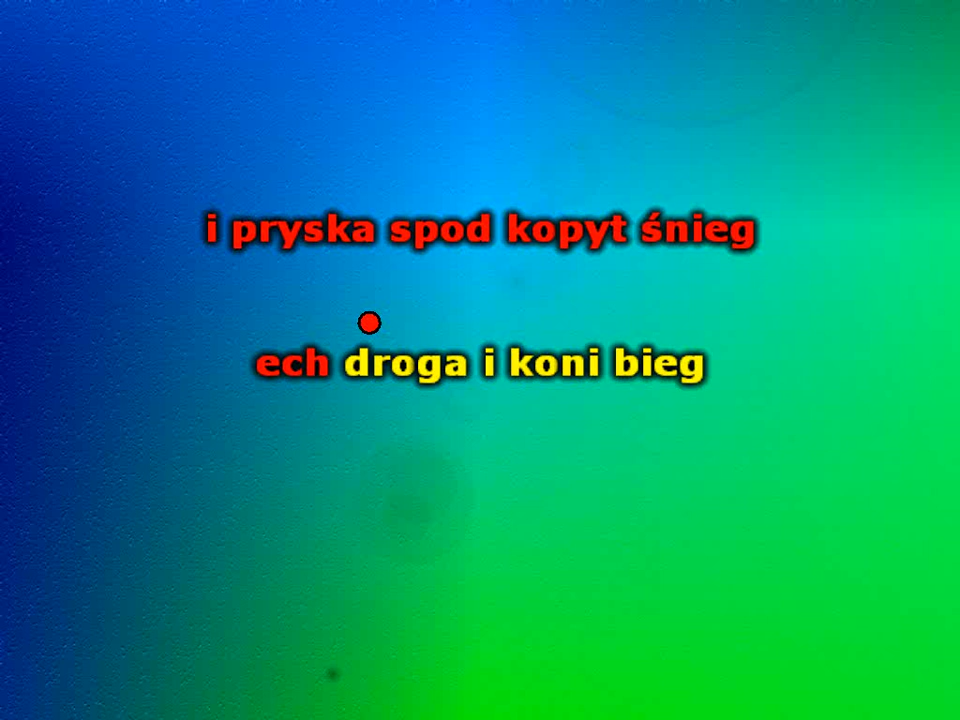 i pryska spod kopyt śnieg
ech droga i koni bieg